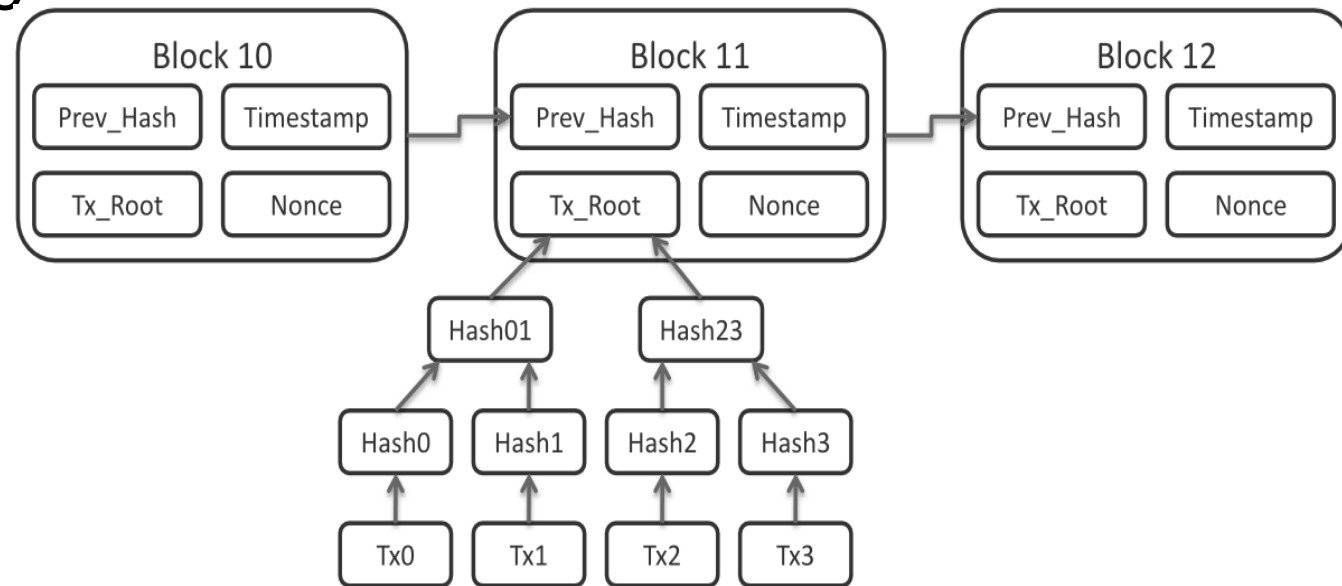 Block 10 Block 11 Block 12
Prev_Hash Timestamp Prev_Hash Timestamp Prev_Hash Timestamp
Tx_Root Nonce Tx_Root Nonce Tx_Root Nonce
Hash01 Hash23
Hash0 Hash1 Hash2 Hash3
Tx0 Tx1 Tx2 Tx3